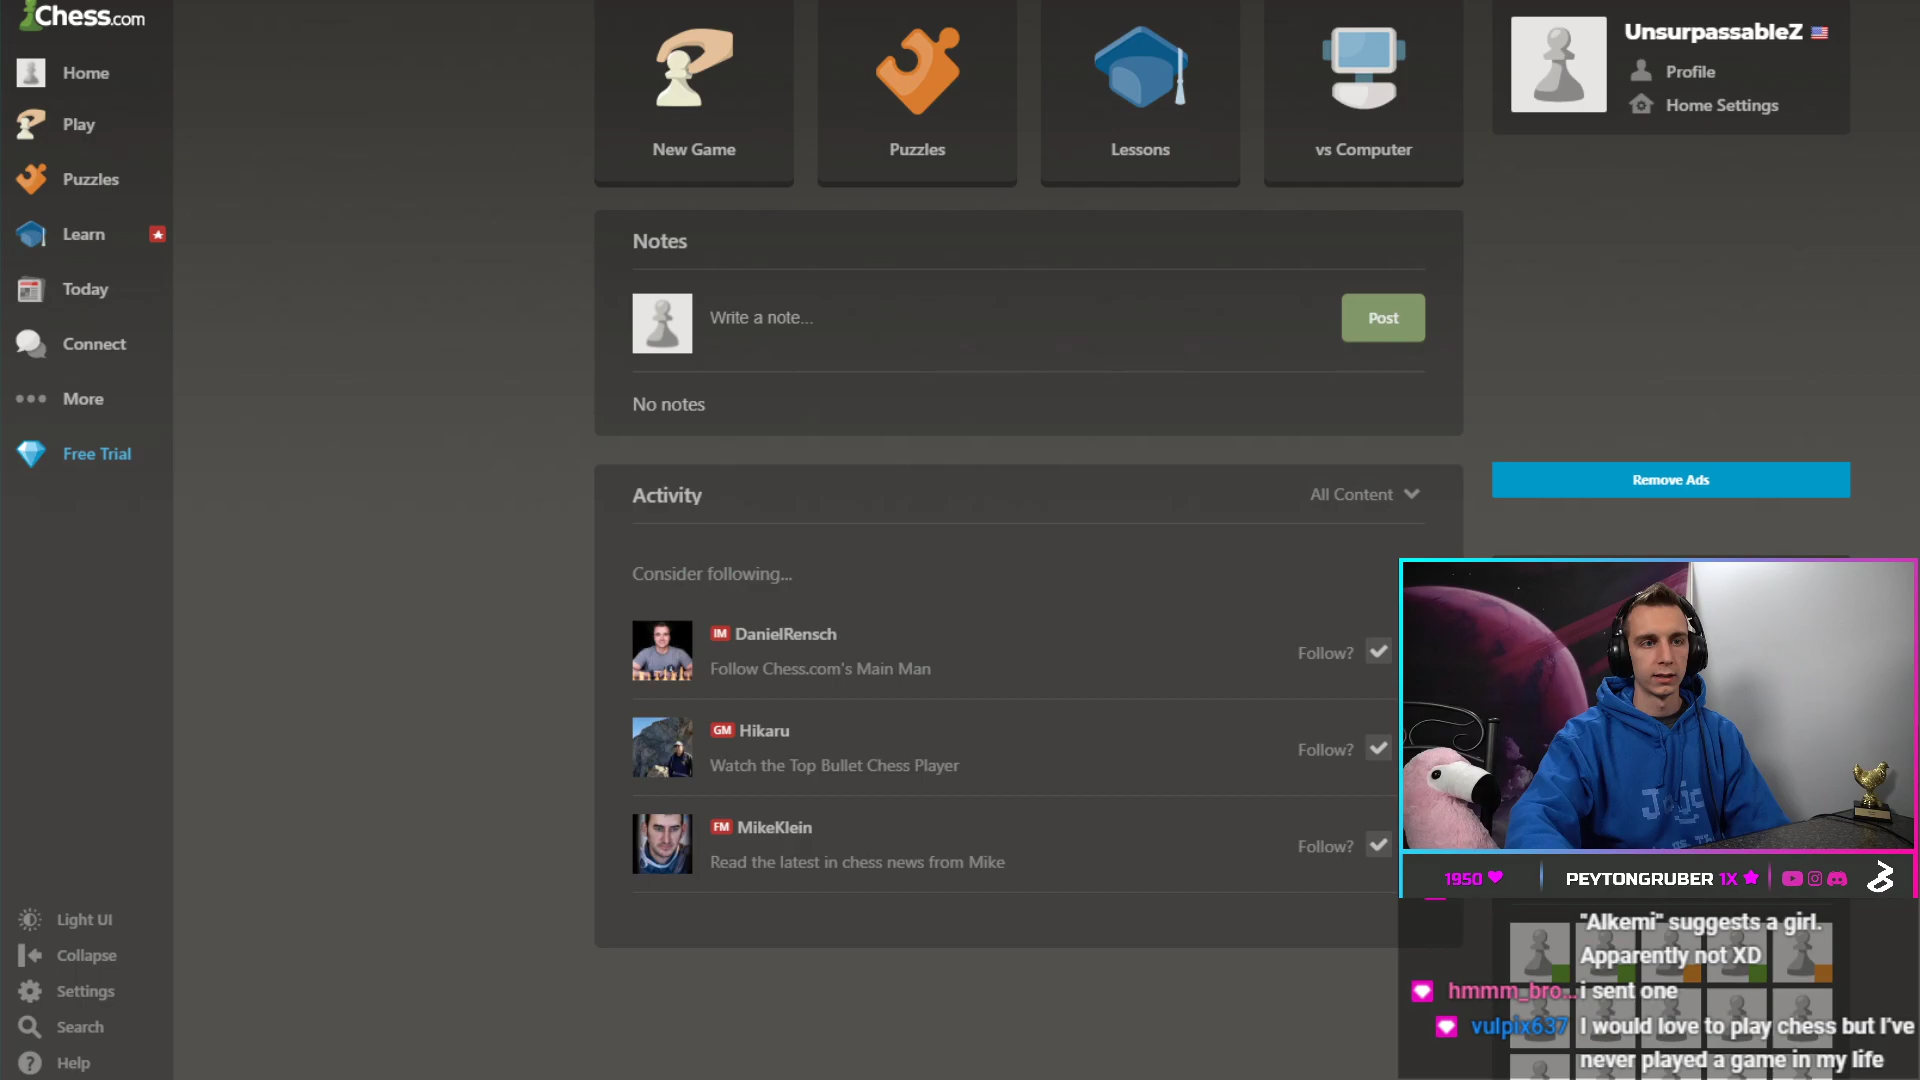 Chess.com
Home
Play
Puzzles
Learn
Today
Connect
More
Free Trial
Light UI
Collapse
Settings
Search
Help
New Game
Puzzles
Lessons
vs Computer
Notes
Write a note...
Post
No notes
Activity
All Content
Consider following...
IM DanielRensch
Follow Chess.com's Main Man
Follow?
GM Hikaru
Watch the Top Bullet Chess Player
Follow?
FM MikeKlein
Read the latest in chess news from Mike
Follow?
UnsurpassableZ
Profile
Home Settings
Remove Ads
1950
PEYTONGRUBER 1X
"Alkemi" suggests a girl.
Apparently not XD
hmmm_bro... i sent one
vulpix637 I would love to play chess but I've
never played a game in my life